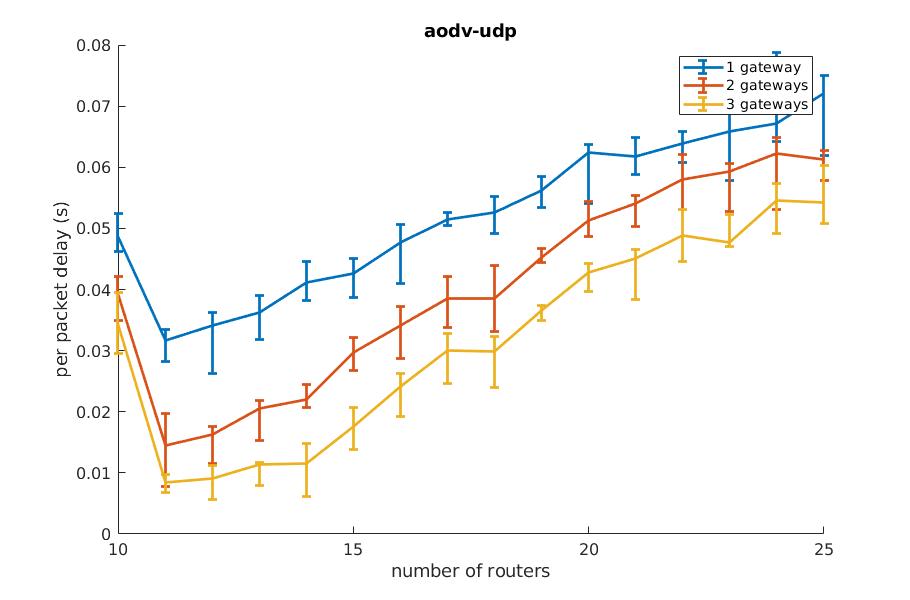 aodv-udp
0.08
0.07
0.06
0.05
0.04
0.03
0.02
0.01
0
per packet delay (s)
1 gateway
2 gateways
3 gateways
10
15
20
25
number of routers